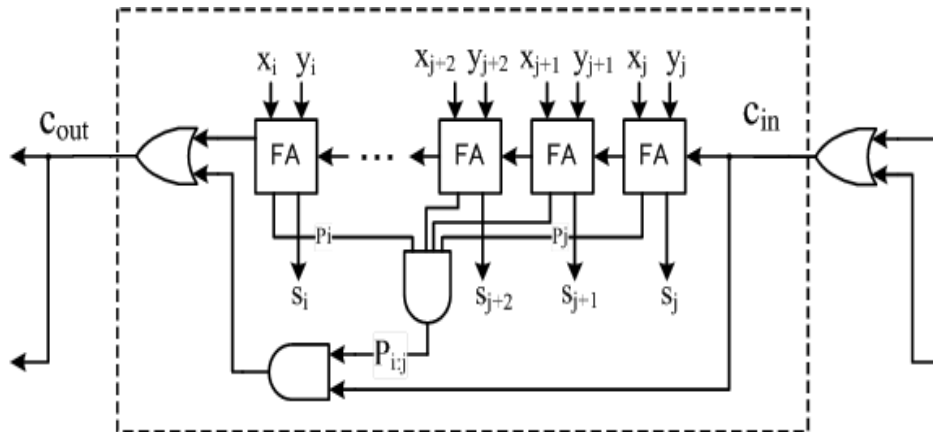 x_i y_i x_{j+2} y_{j+2} x_{j+1} y_{j+1} x_j y_j
c_out c_in
FA ... FA FA FA
Pi Pj
s_i s_{j+2} s_{j+1} s_j
P_{i:j}